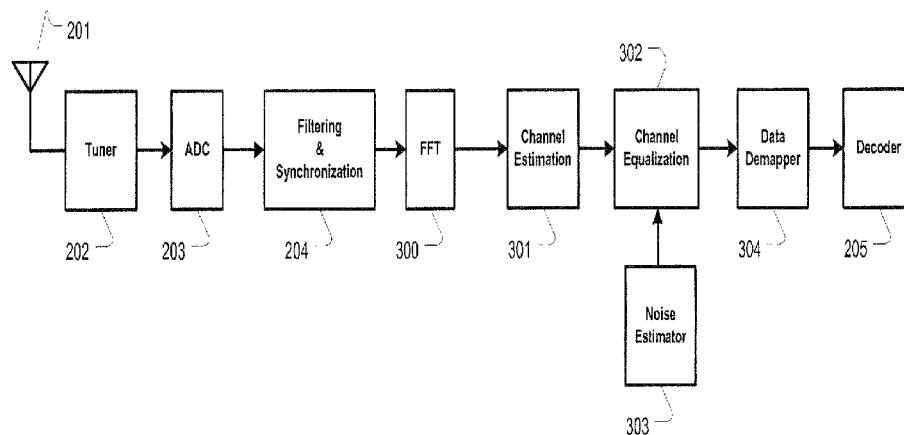 201
302
Tuner
ADC
Filtering
&
Synchronization
FFT
Channel
Estimation
Channel
Equalization
Data
Demapper
Decoder
202
203
204
300
301
304
205
Noise
Estimator
303